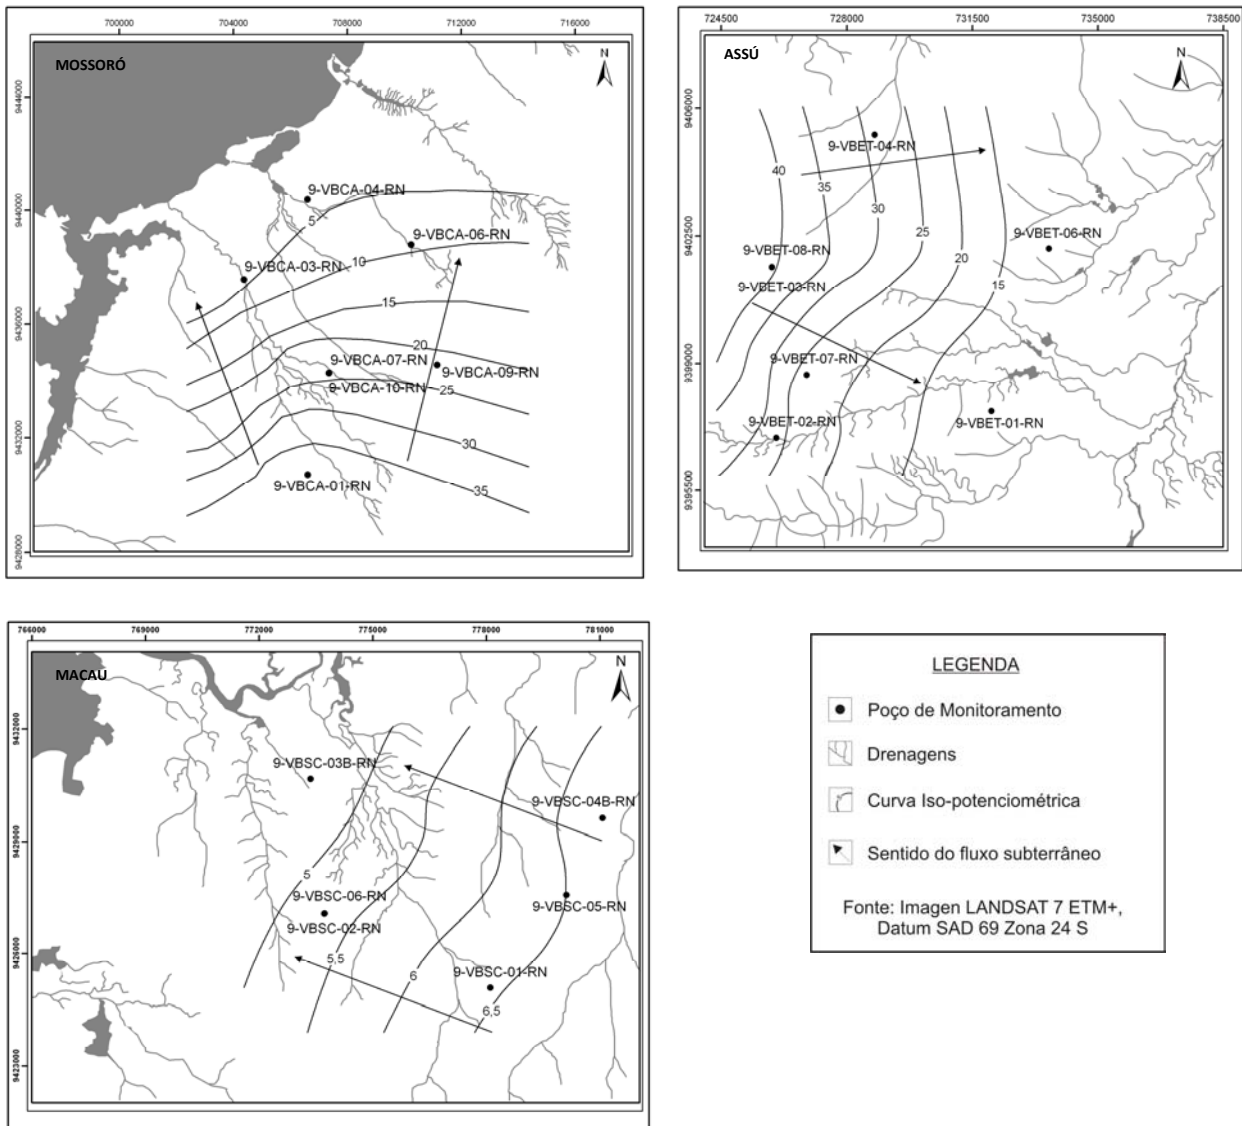 700000
704000
708000
712000
716000
MOSSORÓ
N
9444000
9440000
9436000
9432000
9428000
9-VBCA-04-RN
5
9-VBCA-06-RN
10
9-VBCA-03-RN
15
20
9-VBCA-07-RN
9-VBCA-09-RN
9-VBCA-10-RN
25
30
9-VBCA-01-RN
35
724500
728000
731500
735000
738500
ASSÚ
N
9406000
9402500
9399000
9395500
9-VBET-04-RN
40
35
30
25
20
15
9-VBET-06-RN
9-VBET-08-RN
9-VBET-03-RN
9-VBET-07-RN
9-VBET-02-RN
9-VBET-01-RN
766000
769000
772000
775000
778000
781000
MACAÚ
N
9432000
9429000
9426000
9423000
9-VBSC-03B-RN
9-VBSC-04B-RN
5
9-VBSC-06-RN
9-VBSC-05-RN
9-VBSC-02-RN
5,5
6
9-VBSC-01-RN
6,5
LEGENDA
Poço de Monitoramento
Drenagens
Curva Iso-potenciométrica
Sentido do fluxo subterrâneo
Fonte: Imagen LANDSAT 7 ETM+,
Datum SAD 69 Zona 24 S